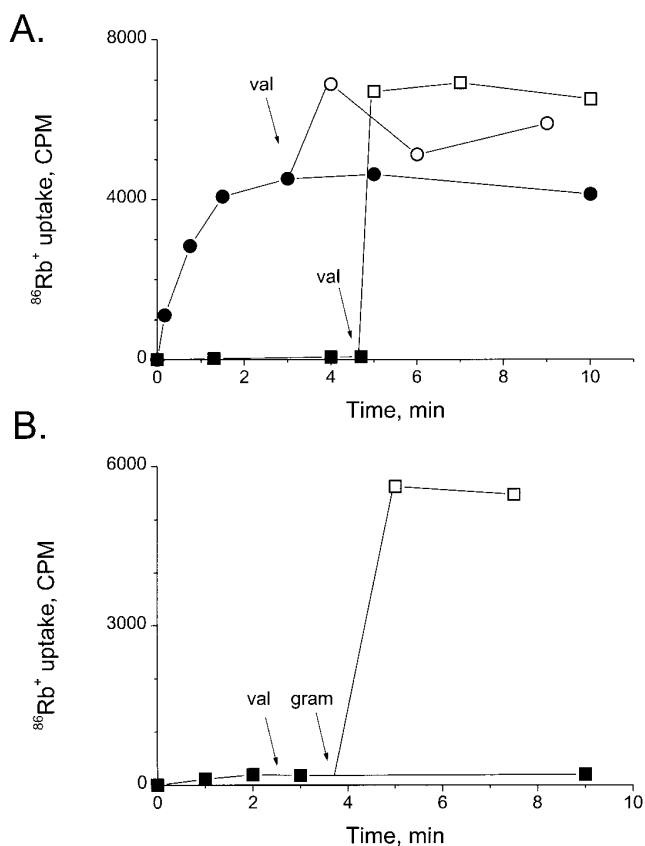 A.
8000
4000
0
⁸⁶Rb⁺ uptake, CPM
val
val
0 2 4 6 8 10
Time, min
B.
6000
3000
0
⁸⁶Rb⁺ uptake, CPM
val gram
0 2 4 6 8 10
Time, min